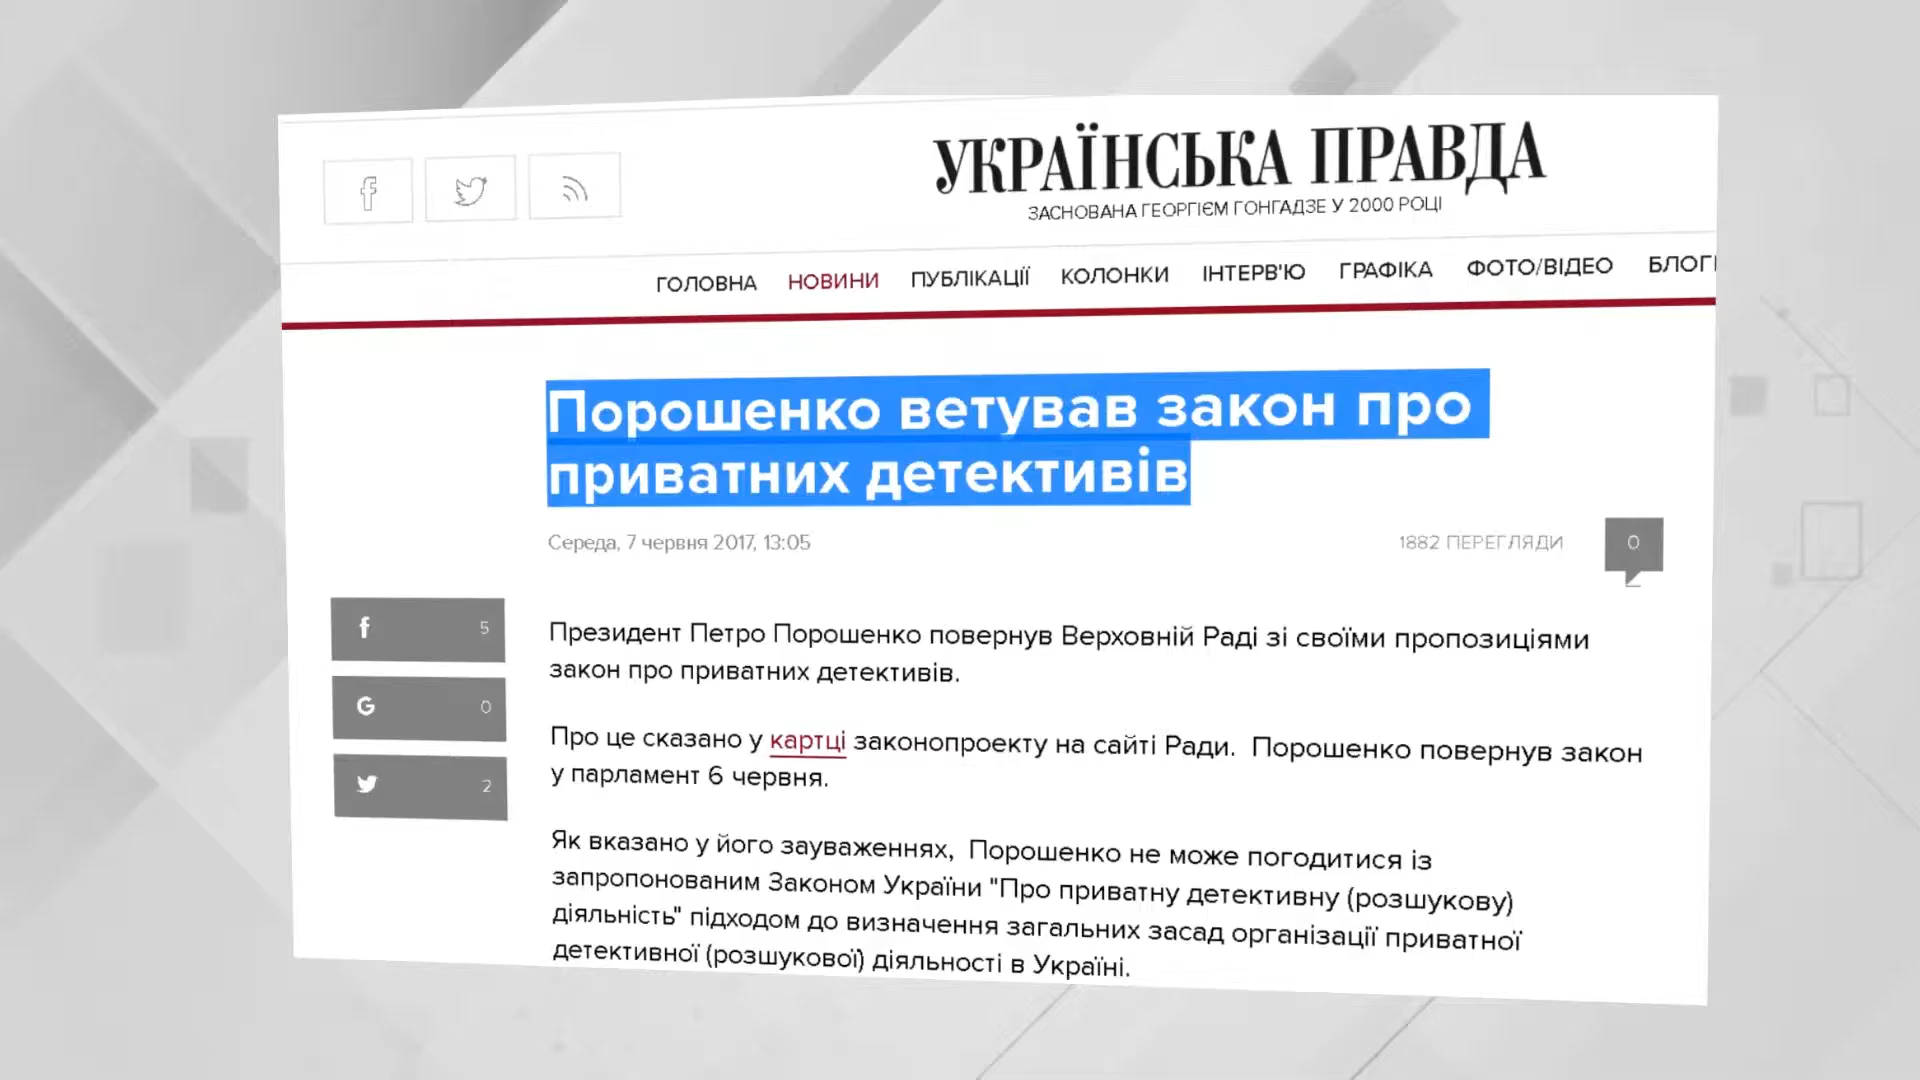 УКРАЇНСЬКА ПРАВДА
ЗАСНОВАНА ГЕОРГІЄМ ГОНГАДЗЕ У 2000 РОЦІ
ГОЛОВНА НОВИНИ ПУБЛІКАЦІЇ КОЛОНКИ ІНТЕРВ'Ю ГРАФІКА ФОТО/ВІДЕО БЛОГИ
Порошенко ветував закон про
приватних детективів
Середа, 7 червня 2017, 13:05
1882 ПЕРЕГЛЯДИ
0
5
0
2
Президент Петро Порошенко повернув Верховній Раді зі своїми пропозиціями
закон про приватних детективів.
Про це сказано у картці законопроекту на сайті Ради. Порошенко повернув закон
у парламент 6 червня.
Як вказано у його зауваженнях, Порошенко не може погодитися із
запропонованим Законом України "Про приватну детективну (розшукову)
діяльність" підходом до визначення загальних засад організації приватної
детективної (розшукової) діяльності в Україні.